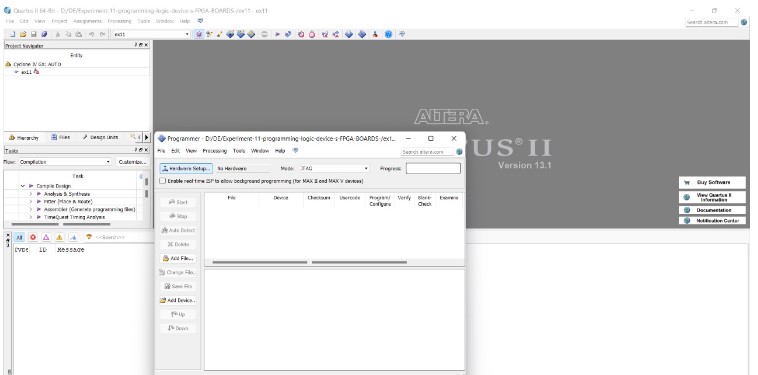 Quartus II 64-Bit - D:/DE/Experiment-11-programming-logic-device-s-FPGA-BOARDS-/ex11 - ex11
File Edit View Project Assignments Processing Tools Window Help
Search altera.com
ex11
Project Navigator
Entity
Cyclone IV GX: AUTO
ex11
Hierarchy Files Design Units
Tasks
Flow: Compilation Customize...
Task
Compile Design
Analysis & Synthesis
Fitter (Place & Route)
Assembler (Generate programming files)
TimeQuest Timing Analysis
ALTERA
US® II
Version 13.1
Buy Software
View Quartus II
Information
Documentation
Notification Center
Programmer - D:/DE/Experiment-11-programming-logic-device-s-FPGA-BOARDS-/ex1...
File Edit View Processing Tools Window Help
Search altera.com
Hardware Setup... No Hardware Mode: JTAG Progress:
Enable real-time ISP to allow background programming (for MAX II and MAX V devices)
File Device Checksum Usercode Program/ Verify Blank- Examine
Configure Check
Start
Stop
Auto Detect
Delete
Add File...
Change File..
Save File
Add Device..
Up
Down
All <<Search>>
Type ID Message